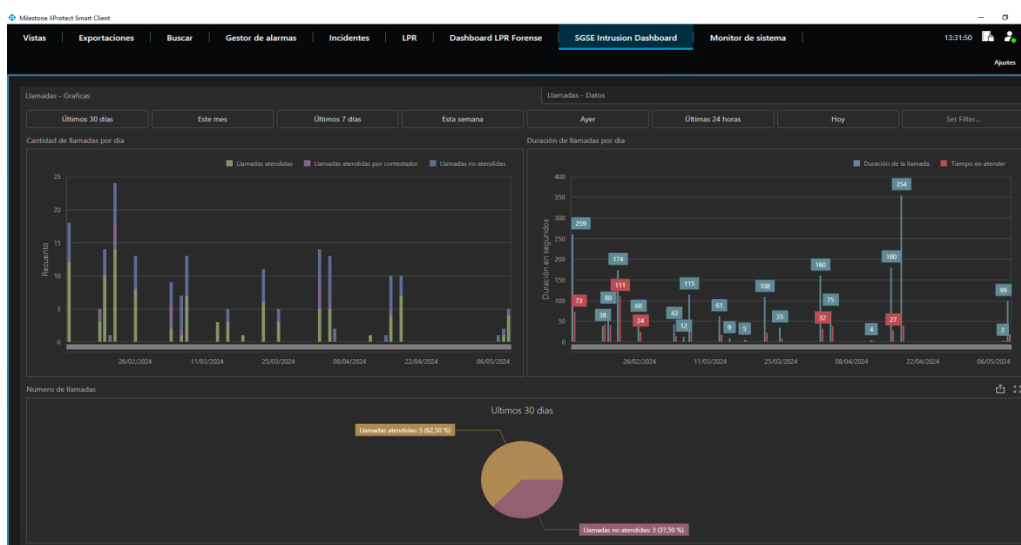 Milestone XProtect Smart Client
Vistas Exportaciones Buscar Gestor de alarmas Incidentes LPR Dashboard LPR Forense SGSE Intrusion Dashboard Monitor de sistema 13:31:50
Ajustes
Llamadas - Graficas Llamadas - Datos
Últimos 30 días Este mes Últimos 7 días Esta semana Ayer Últimas 24 horas Hoy Set Filter...
Cantidad de llamadas por dia
Llamadas atendidas Llamadas atendidas por contestador Llamadas no atendidas
Recuento
25
20
15
10
5
0
26/02/2024 11/03/2024 25/03/2024 08/04/2024 22/04/2024 06/05/2024
Duración de llamadas por dia
Duración de la llamada Tiempo en atender
Duración en segundos
400
350
300
250
200
150
100
50
0
259 73 38 80 174 111 60 24 43 12 115 61 9 5 108 35 160 32 75 4 180 27 354 3 99
26/02/2024 11/03/2024 25/03/2024 08/04/2024 22/04/2024 06/05/2024
Numero de llamadas
Ultimos 30 dias
Llamadas atendidas: 5 (62,50 %)
Llamadas no atendidas: 3 (37,50 %)